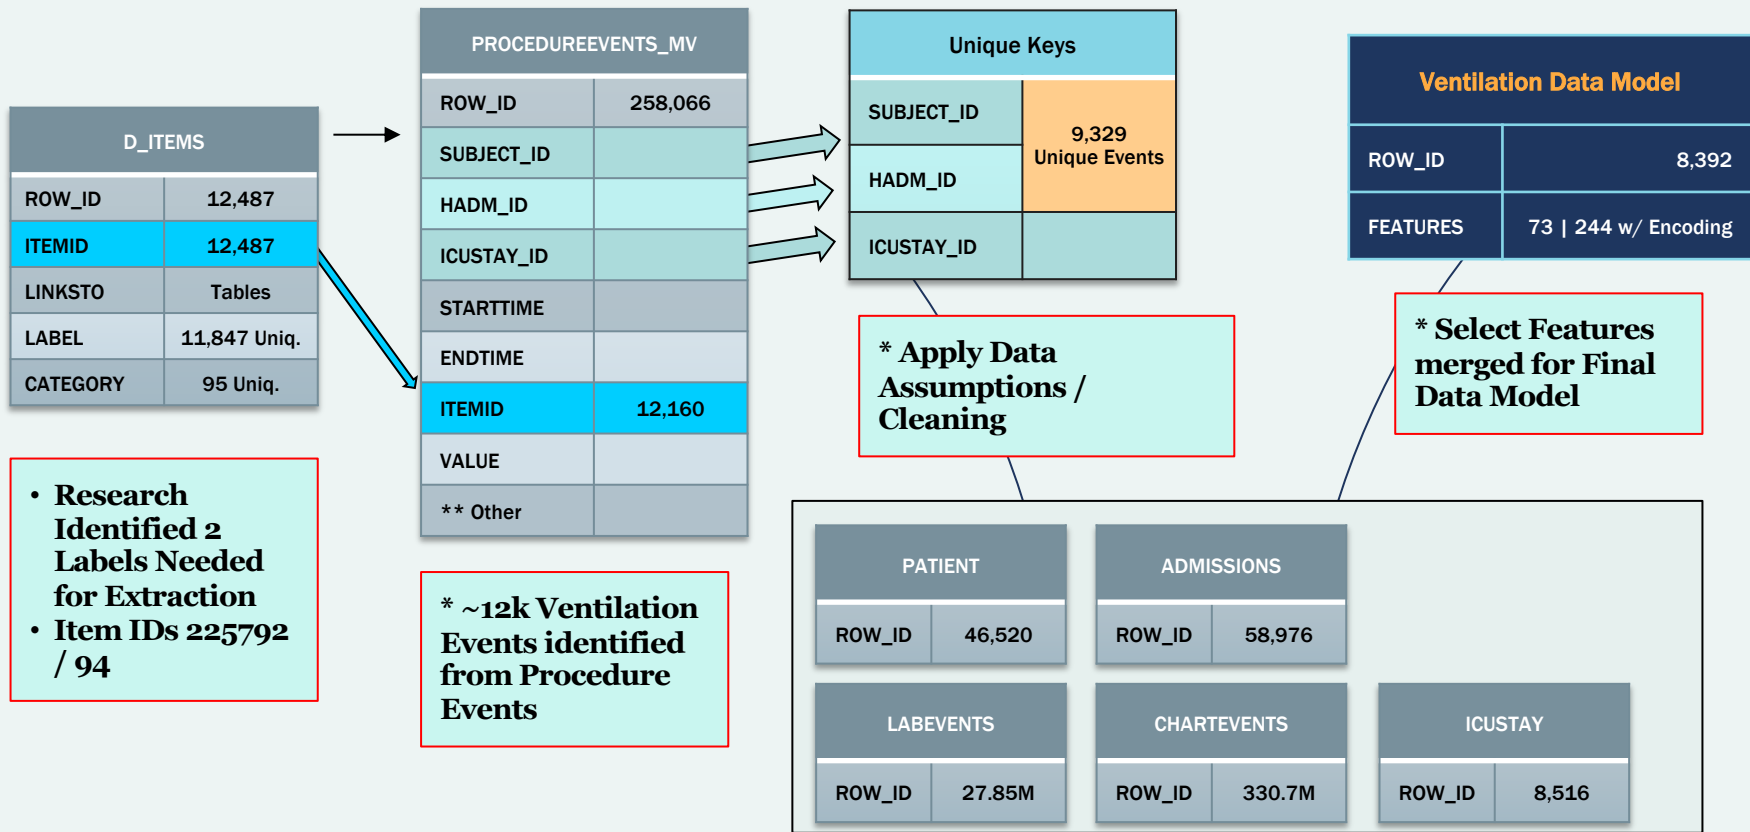 D_ITEMS
ROW_ID 12,487
ITEMID 12,487
LINKSTO Tables
LABEL 11,847 Uniq.
CATEGORY 95 Uniq.
• Research
Identified 2
Labels Needed
for Extraction
• Item IDs 225792
/ 94
PROCEDUREEVENTS_MV
ROW_ID 258,066
SUBJECT_ID
HADM_ID
ICUSTAY_ID
STARTTIME
ENDTIME
ITEMID 12,160
VALUE
** Other
* ~12k Ventilation
Events identified
from Procedure
Events
Unique Keys
SUBJECT_ID
HADM_ID
ICUSTAY_ID
9,329
Unique Events
* Apply Data
Assumptions /
Cleaning
Ventilation Data Model
ROW_ID 8,392
FEATURES 73 | 244 w/ Encoding
* Select Features
merged for Final
Data Model
PATIENT
ROW_ID 46,520
ADMISSIONS
ROW_ID 58,976
LABEVENTS
ROW_ID 27.85M
CHARTEVENTS
ROW_ID 330.7M
ICUSTAY
ROW_ID 8,516